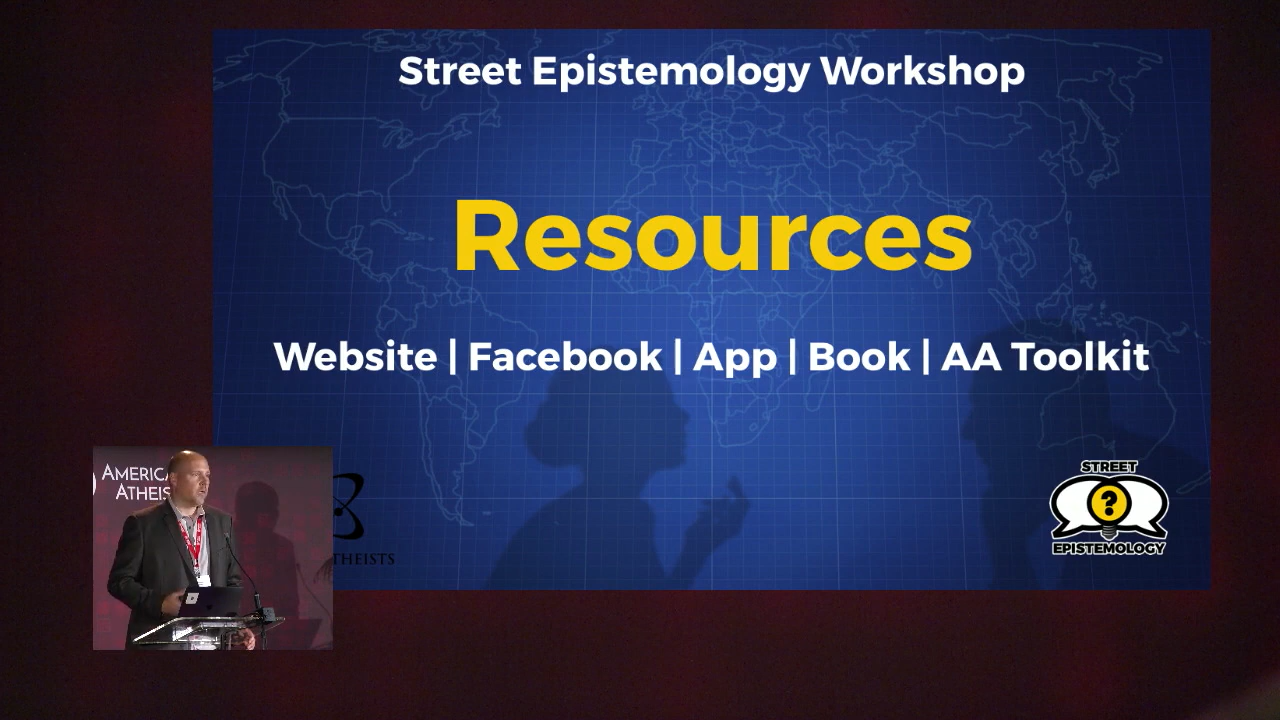 Street Epistemology Workshop
Resources
Website | Facebook | App | Book | AA Toolkit
AMERICA
ATHEIS
THEISTS
STREET
?
EPISTEMOLOGY